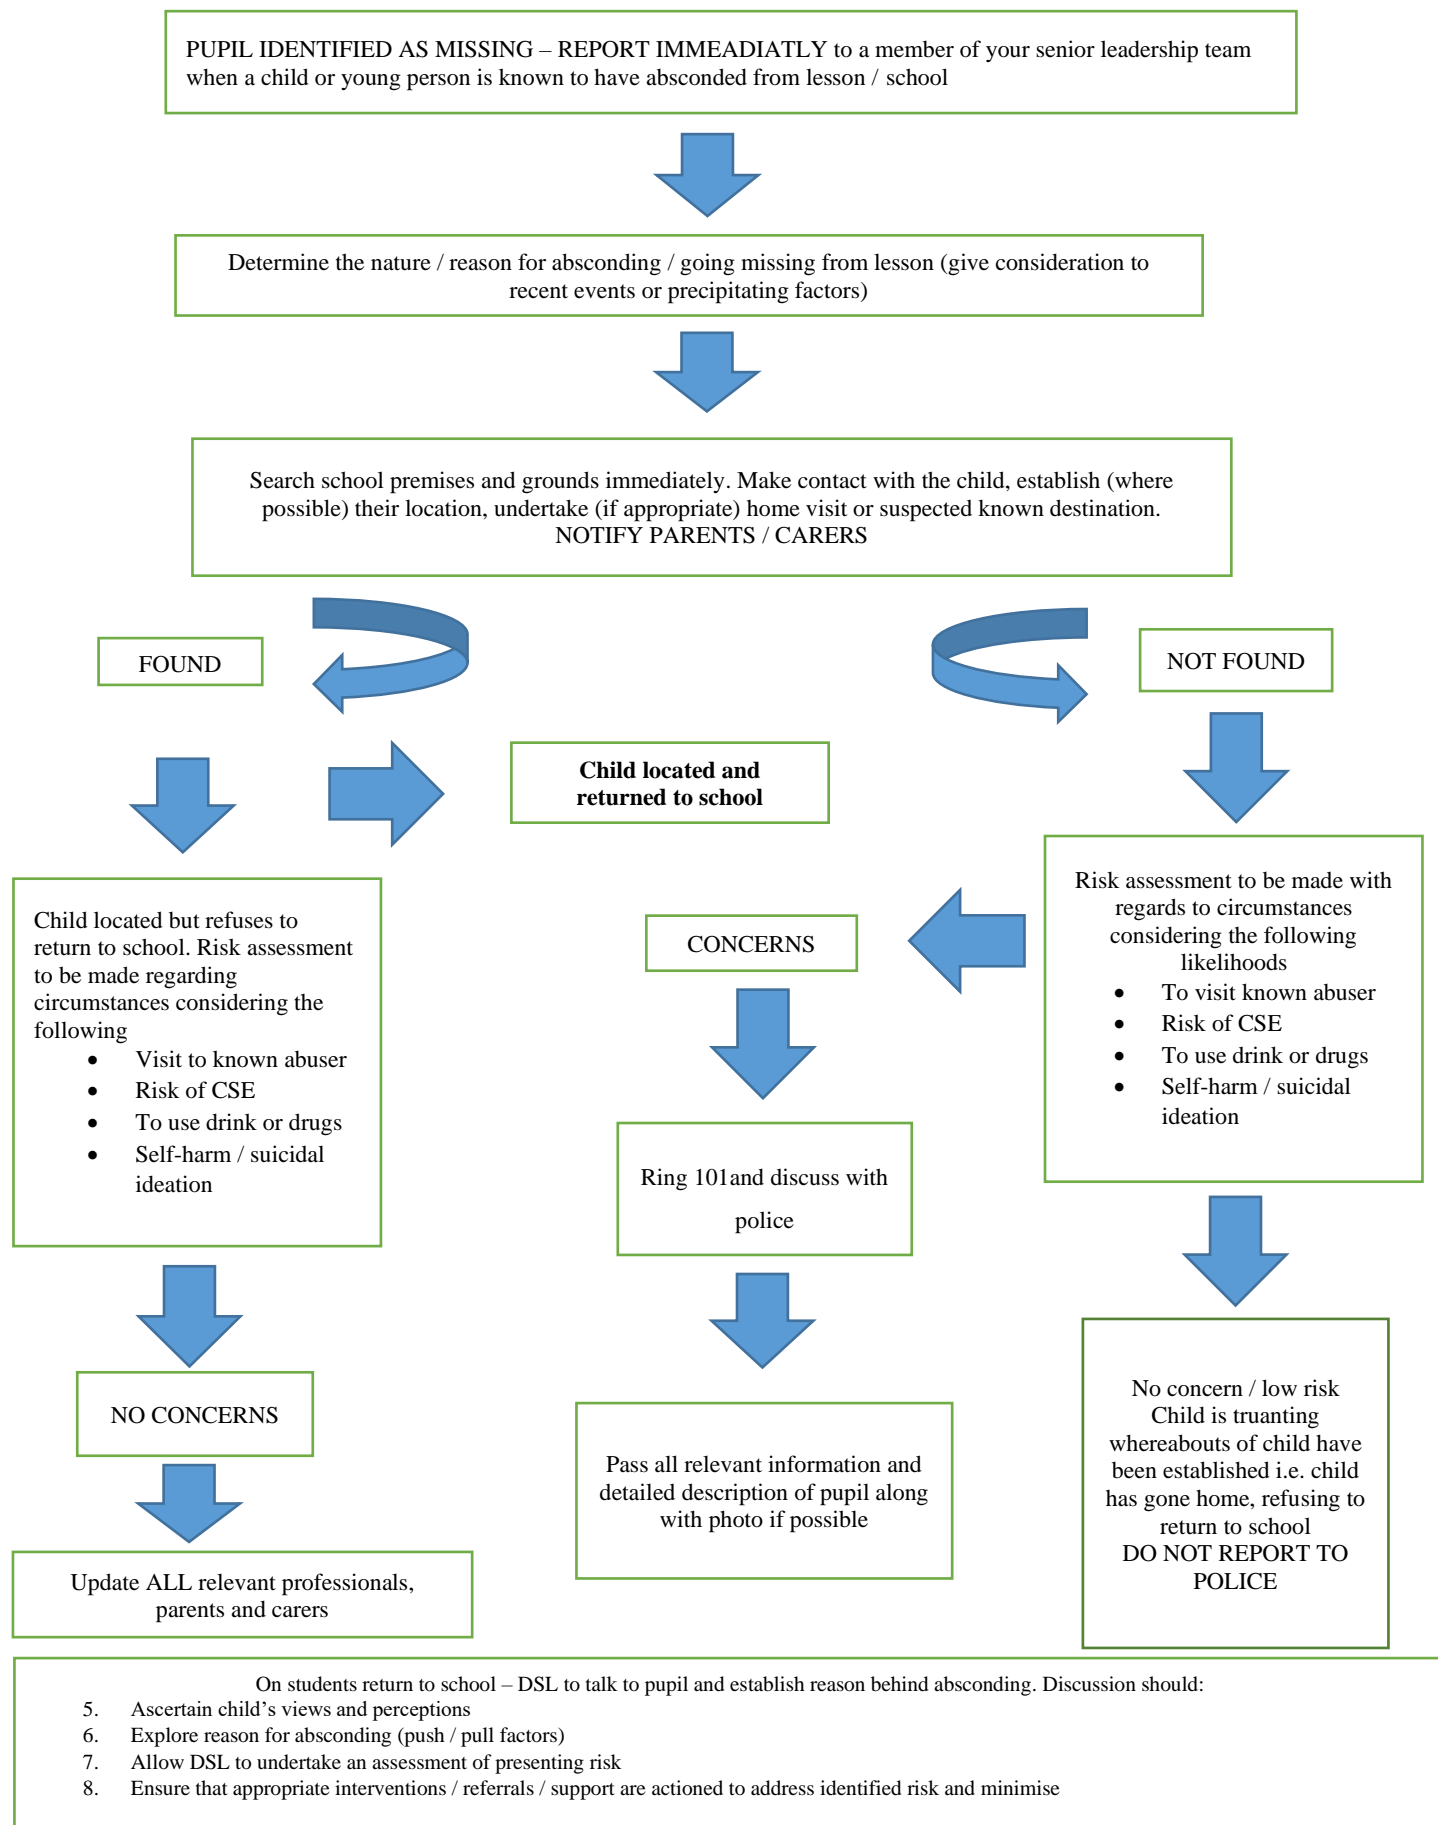 PUPIL IDENTIFIED AS MISSING – REPORT IMMEADIATLY to a member of your senior leadership team
when a child or young person is known to have absconded from lesson / school
Determine the nature / reason for absconding / going missing from lesson (give consideration to
recent events or precipitating factors)
Search school premises and grounds immediately. Make contact with the child, establish (where
possible) their location, undertake (if appropriate) home visit or suspected known destination.
NOTIFY PARENTS / CARERS
FOUND
NOT FOUND
Child located and
returned to school
Child located but refuses to
return to school. Risk assessment
to be made regarding
circumstances considering the
following
• Visit to known abuser
• Risk of CSE
• To use drink or drugs
• Self-harm / suicidal
ideation
CONCERNS
Risk assessment to be made with
regards to circumstances
considering the following
likelihoods
• To visit known abuser
• Risk of CSE
• To use drink or drugs
• Self-harm / suicidal
ideation
Ring 101and discuss with
police
NO CONCERNS
Pass all relevant information and
detailed description of pupil along
with photo if possible
No concern / low risk
Child is truanting
whereabouts of child have
been established i.e. child
has gone home, refusing to
return to school
DO NOT REPORT TO
POLICE
Update ALL relevant professionals,
parents and carers
On students return to school – DSL to talk to pupil and establish reason behind absconding. Discussion should:
5. Ascertain child’s views and perceptions
6. Explore reason for absconding (push / pull factors)
7. Allow DSL to undertake an assessment of presenting risk
8. Ensure that appropriate interventions / referrals / support are actioned to address identified risk and minimise